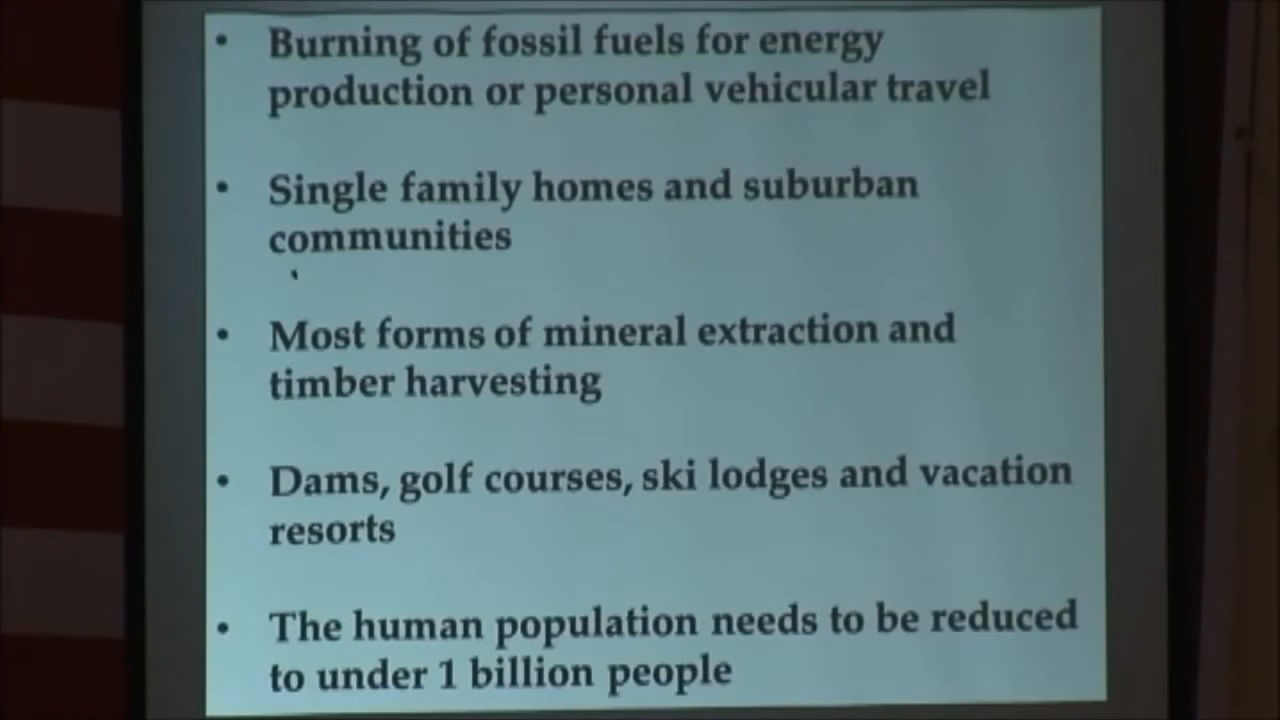 • Burning of fossil fuels for energy
production or personal vehicular travel
• Single family homes and suburban
communities
• Most forms of mineral extraction and
timber harvesting
• Dams, golf courses, ski lodges and vacation
resorts
• The human population needs to be reduced
to under 1 billion people